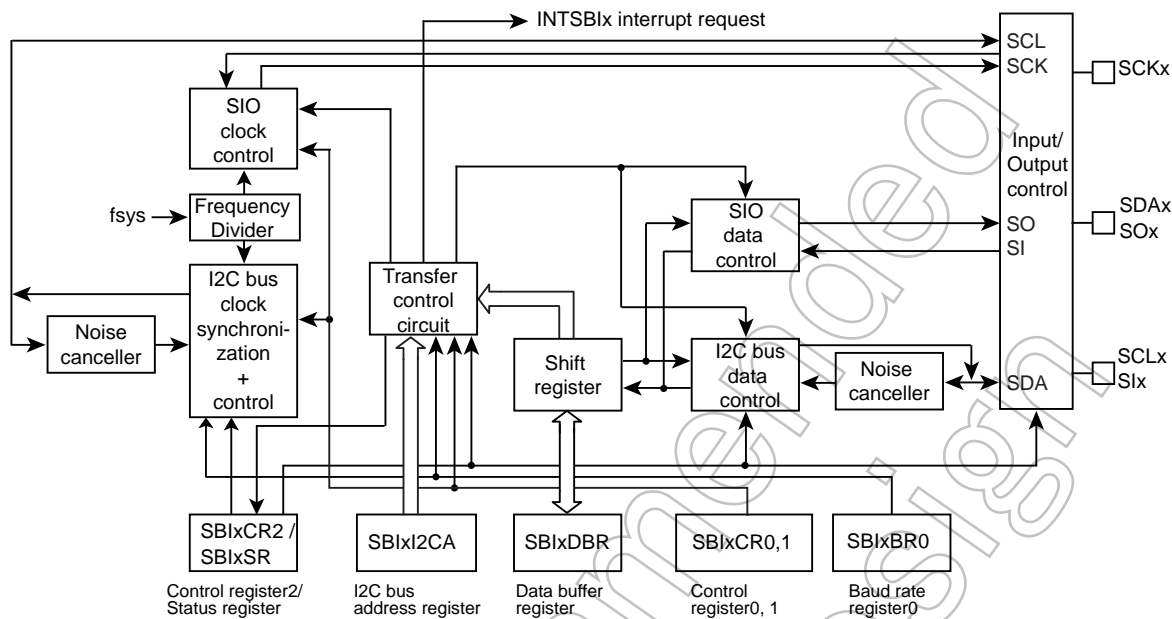 INTSBIx interrupt request
SCL
SCK
SCKx
SIO
clock
control
Input/
Output
control
fsys
Frequency
Divider
SIO
data
control
SO
SI
SDAx
SOx
I2C bus
clock
synchroni-
zation
+
control
Noise
canceller
Transfer
control
circuit
Shift
register
I2C bus
data
control
Noise
canceller
SDA
SCLx
SIx
SBIxCR2 /
SBIxSR
SBIxI2CA
SBIxDBR
SBIxCR0,1
SBIxBR0
Control register2/
Status register
I2C bus
address register
Data buffer
register
Control
register0, 1
Baud rate
register0
mended
esign